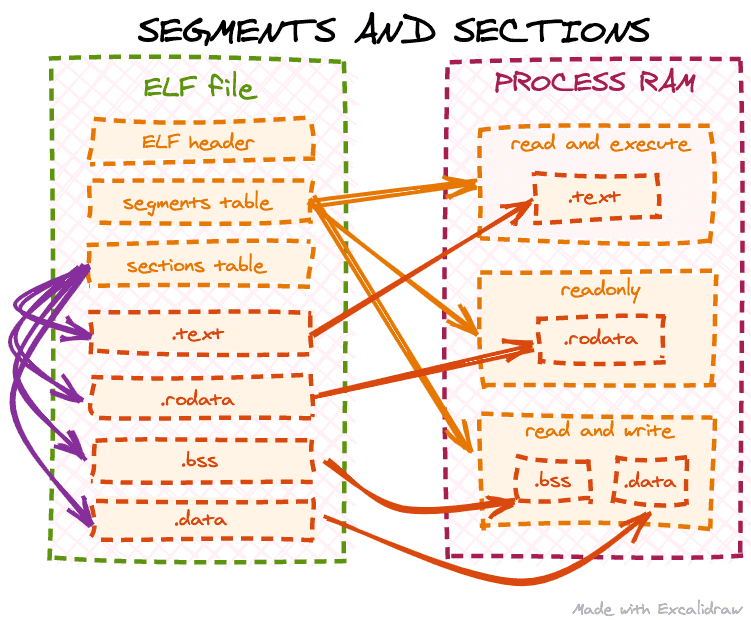 SEGMENTS AND SECTIONS
ELF file
ELF header
segments table
sections table
.text
.rodata
.bss
.data
PROCESS RAM
read and execute
.text
readonly
.rodata
read and write
.bss
.data
Made with Excalidraw